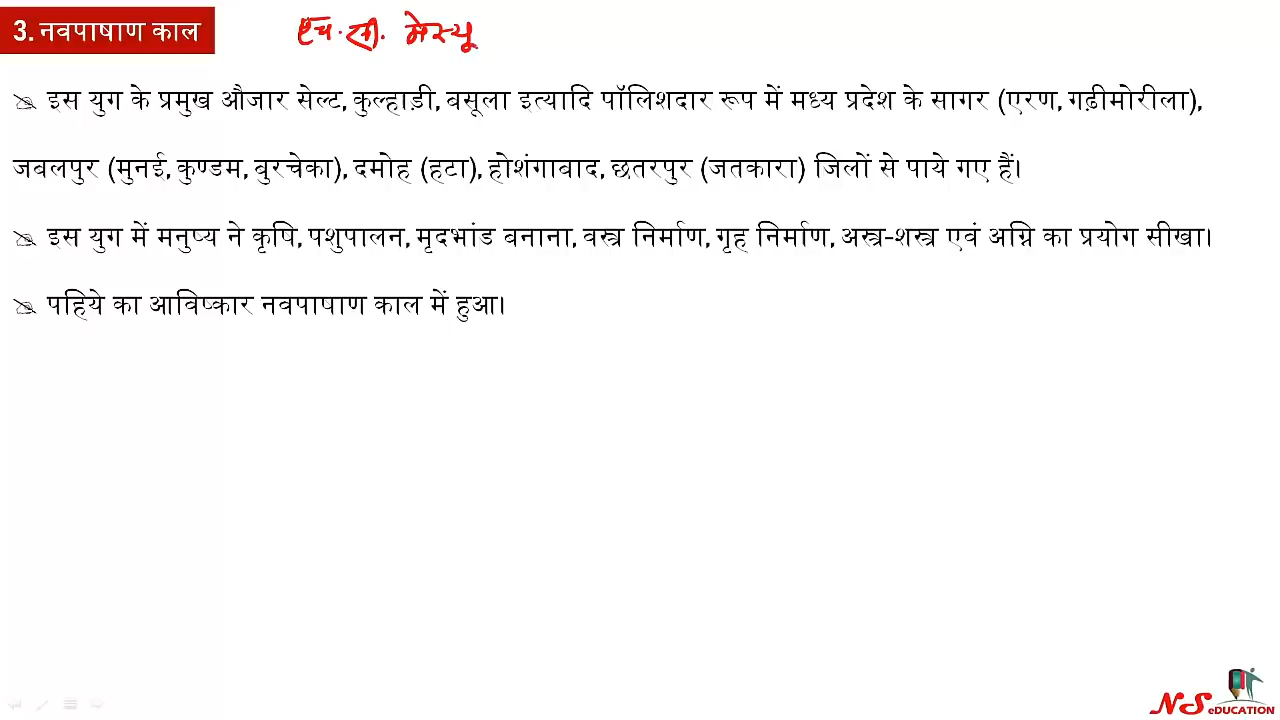 3. नवपाषाण काल
एच. सी. मेस्यू
इस युग के प्रमुख औजार सेल्ट, कुल्हाड़ी, बसूला इत्यादि पॉलिशदार रूप में मध्य प्रदेश के सागर (एरण, गढ़ीमोरीला),
जबलपुर (मुनई, कुण्डम, बुरचेका), दमोह (हटा), होशंगाबाद, छतरपुर (जतकारा) जिलों से पाये गए हैं।
इस युग में मनुष्य ने कृषि, पशुपालन, मृदभांड बनाना, वस्त्र निर्माण, गृह निर्माण, अस्त्र-शस्त्र एवं अग्नि का प्रयोग सीखा।
पहिये का आविष्कार नवपाषाण काल में हुआ।
NS eDUCATION